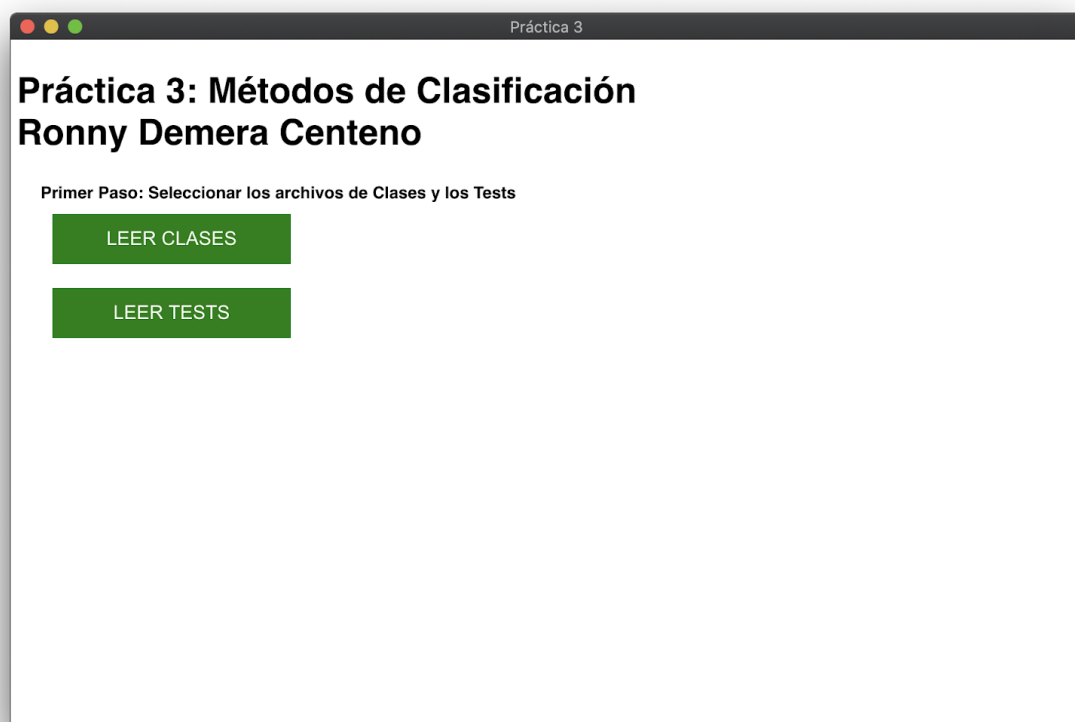 Práctica 3
Práctica 3: Métodos de Clasificación
Ronny Demera Centeno
Primer Paso: Seleccionar los archivos de Clases y los Tests
LEER CLASES
LEER TESTS